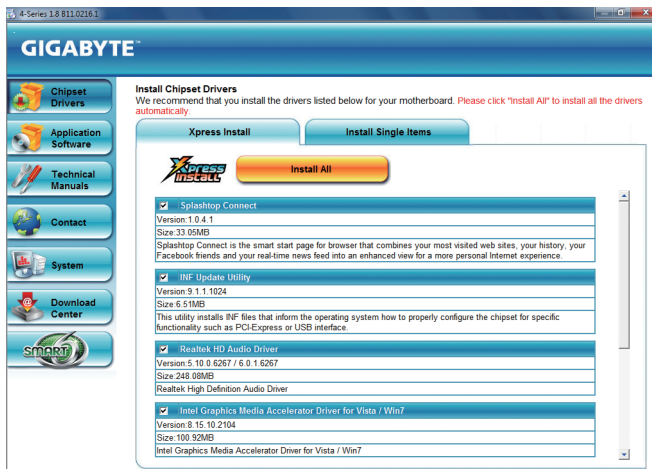 4-Series 1.8 B11.0216.1
GIGABYTE™
Chipset
Drivers
Application
Software
Technical
Manuals
Contact
System
Download
Center
SMART
Install Chipset Drivers
We recommend that you install the drivers listed below for your motherboard. Please click "Install All" to install all the drivers
automatically.
Xpress Install
Install Single Items
Xpress
INSTALL
Install All
Splashtop Connect
Version:1.0.4.1
Size:33.05MB
Splashtop Connect is the smart start page for browser that combines your most visited web sites, your history, your
Facebook friends and your real-time news feed into an enhanced view for a more personal Internet experience.
INF Update Utility
Version:9.1.1.1024
Size:6.51MB
This utility installs INF files that inform the operating system how to properly configure the chipset for specific
functionality such as PCI-Express or USB interface.
Realtek HD Audio Driver
Version:5.10.0.6267 / 6.0.1.6267
Size:248.08MB
Realtek High Definition Audio Driver
Intel Graphics Media Accelerator Driver for Vista / Win7
Version:8.15.10.2104
Size:100.92MB
Intel Graphics Media Accelerator Driver for Vista / Win7